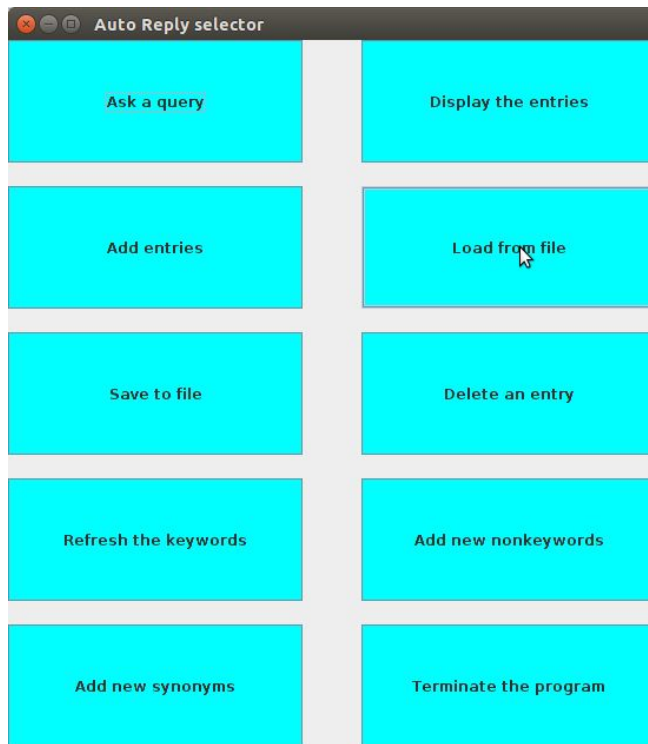 Auto Reply selector
Ask a query
Display the entries
Add entries
Load from file
Save to file
Delete an entry
Refresh the keywords
Add new nonkeywords
Add new synonyms
Terminate the program